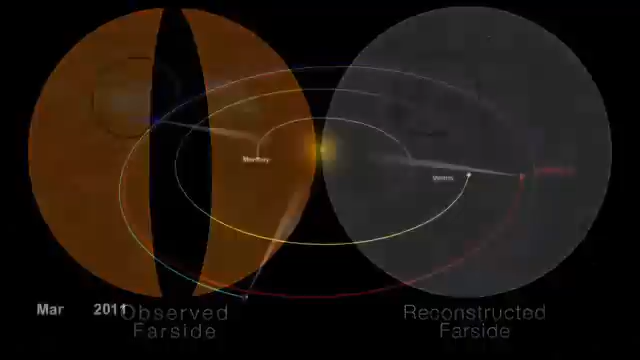 Mercury
Venus
Mar 2011
Observed
Farside
Reconstructed
Farside